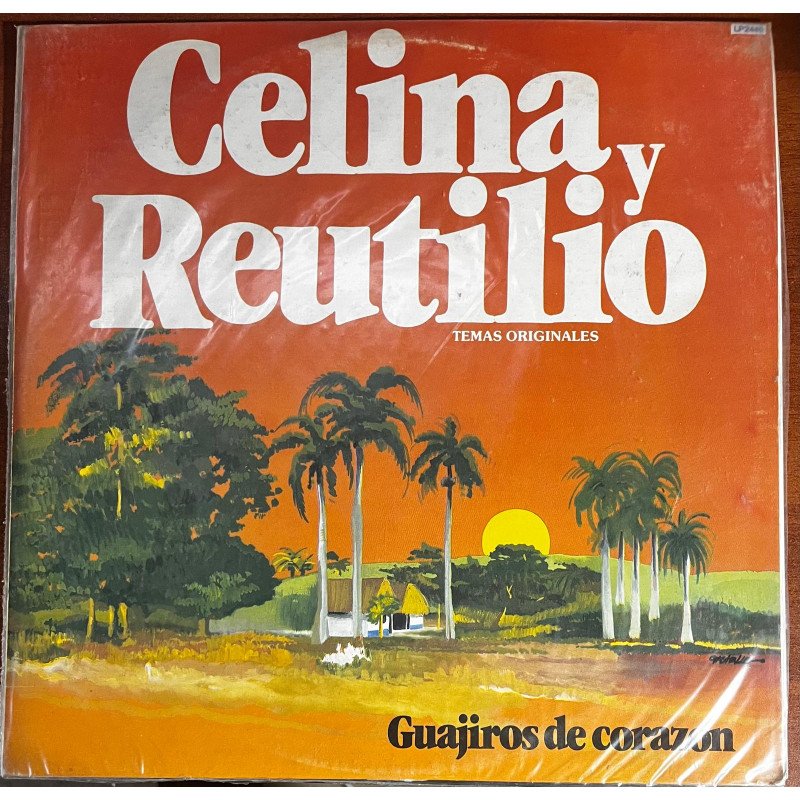 Celina y
Reutilio
TEMAS ORIGINALES
Guajiros de corazon